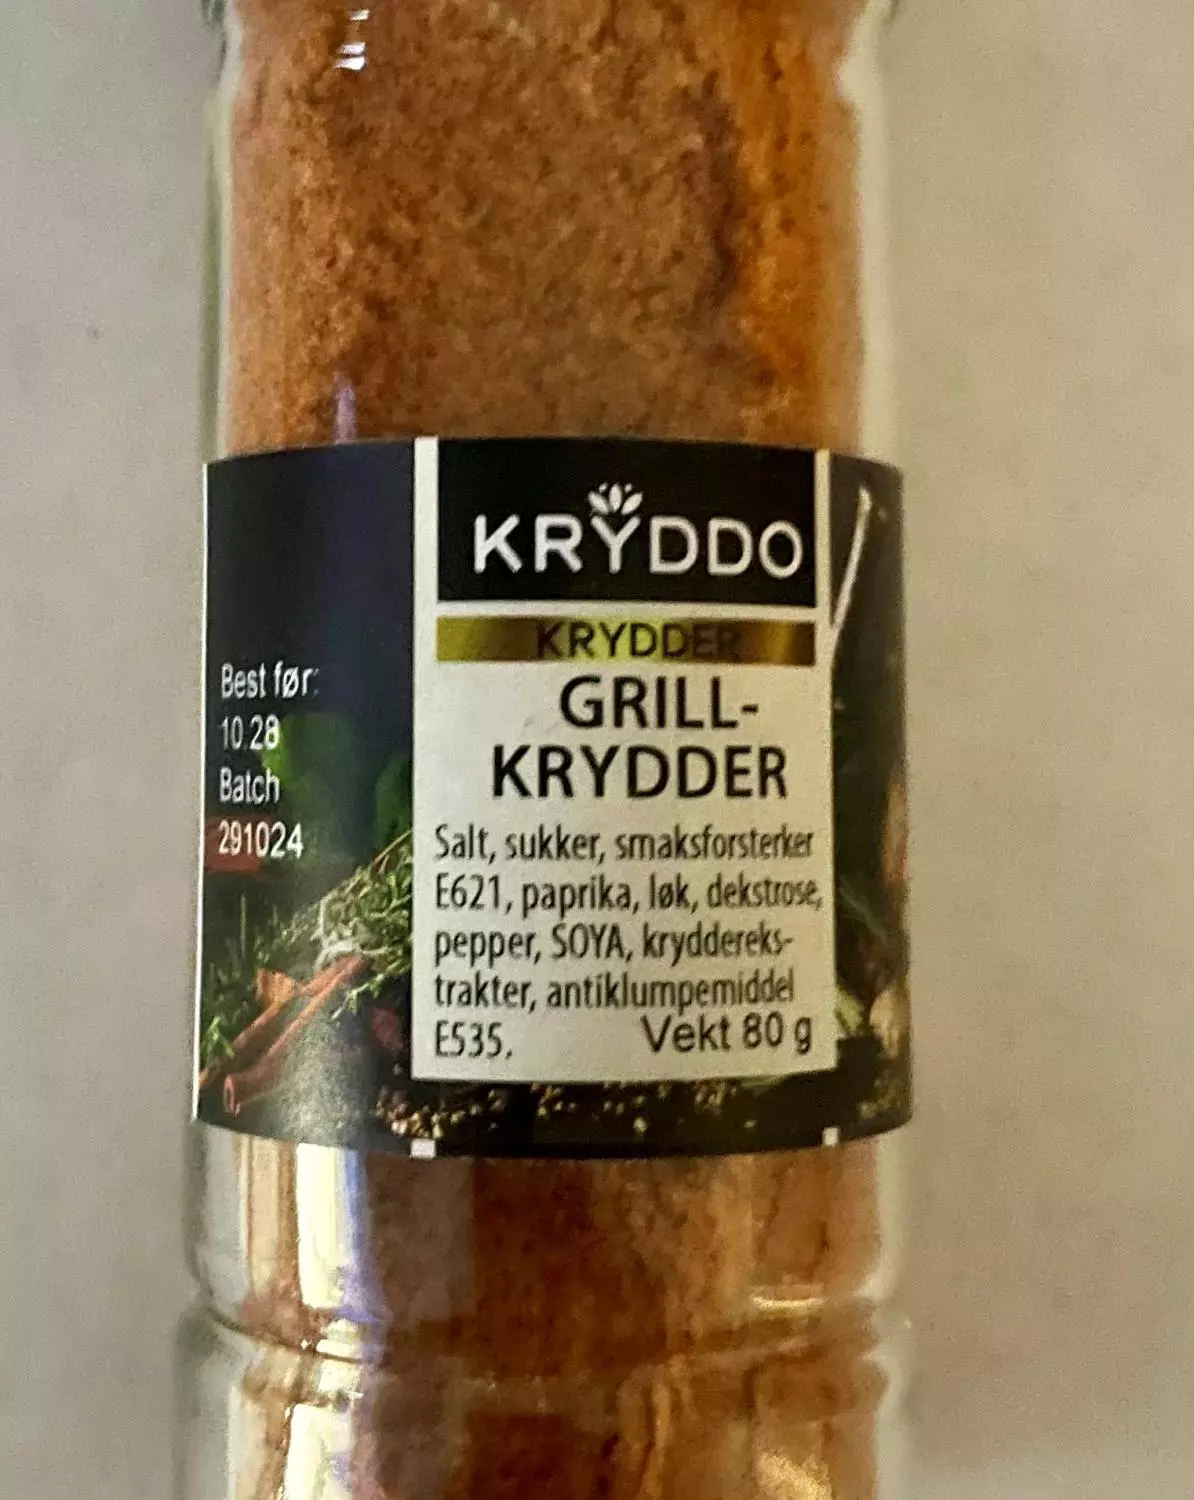 KRYDDO
KRYDDER
GRILL-
KRYDDER
Salt, sukker, smaksforsterker
E621, paprika, løk, dekstrose,
pepper, SOYA, kryddereks-
trakter, antiklumpemiddel
E535.
Vekt 80 g
Best før:
10.28
Batch
291024